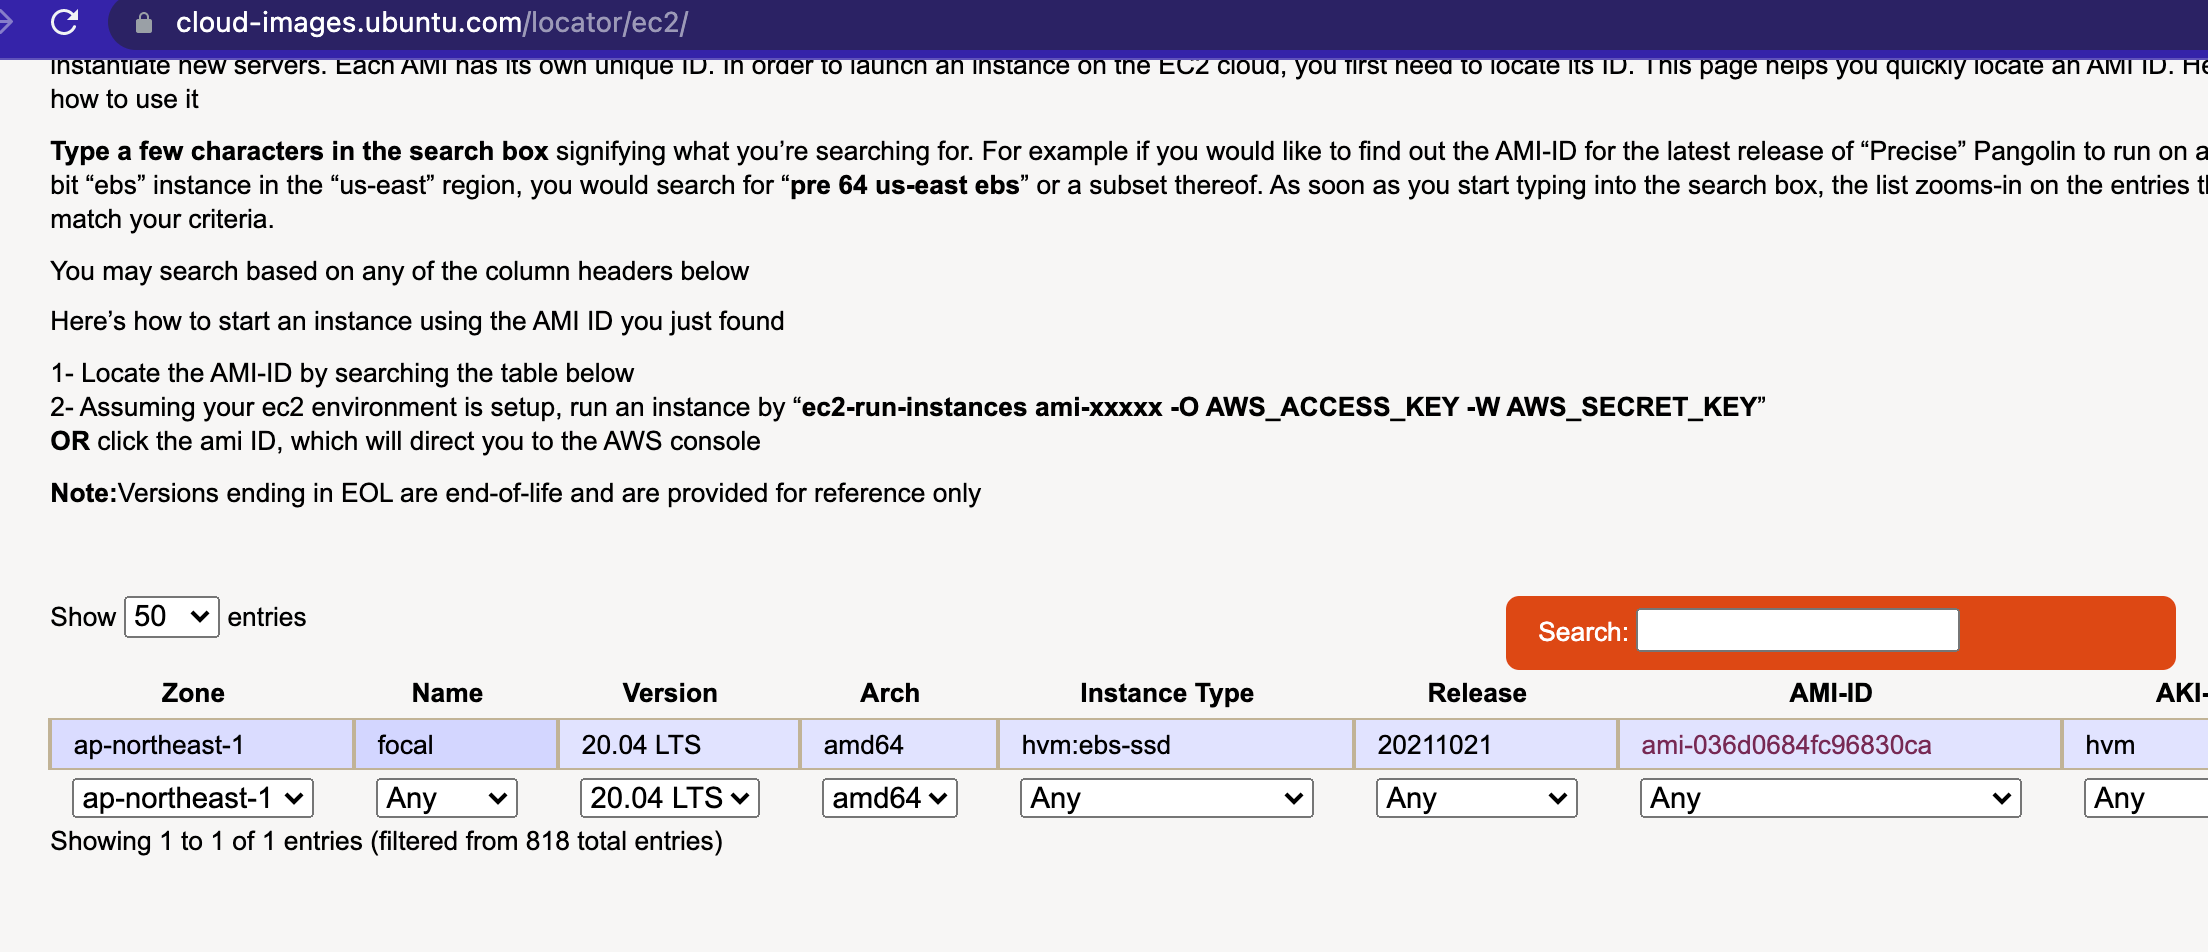 cloud-images.ubuntu.com/locator/ec2/
instantiate new servers. Each AMI has its own unique ID. In order to launch an instance on the EC2 cloud, you first need to locate its ID. This page helps you quickly locate an AMI ID. He
how to use it
Type a few characters in the search box signifying what you’re searching for. For example if you would like to find out the AMI-ID for the latest release of “Precise” Pangolin to run on a
bit “ebs” instance in the “us-east” region, you would search for “pre 64 us-east ebs” or a subset thereof. As soon as you start typing into the search box, the list zooms-in on the entries
match your criteria.
You may search based on any of the column headers below
Here’s how to start an instance using the AMI ID you just found
1- Locate the AMI-ID by searching the table below
2- Assuming your ec2 environment is setup, run an instance by “ec2-run-instances ami-xxxxx -O AWS_ACCESS_KEY -W AWS_SECRET_KEY”
OR click the ami ID, which will direct you to the AWS console
Note:Versions ending in EOL are end-of-life and are provided for reference only
Show 50 entries
Search:
Zone Name Version Arch Instance Type Release AMI-ID AKI-
ap-northeast-1 focal 20.04 LTS amd64 hvm:ebs-ssd 20211021 ami-036d0684fc96830ca hvm
ap-northeast-1 Any 20.04 LTS amd64 Any Any Any Any
Showing 1 to 1 of 1 entries (filtered from 818 total entries)